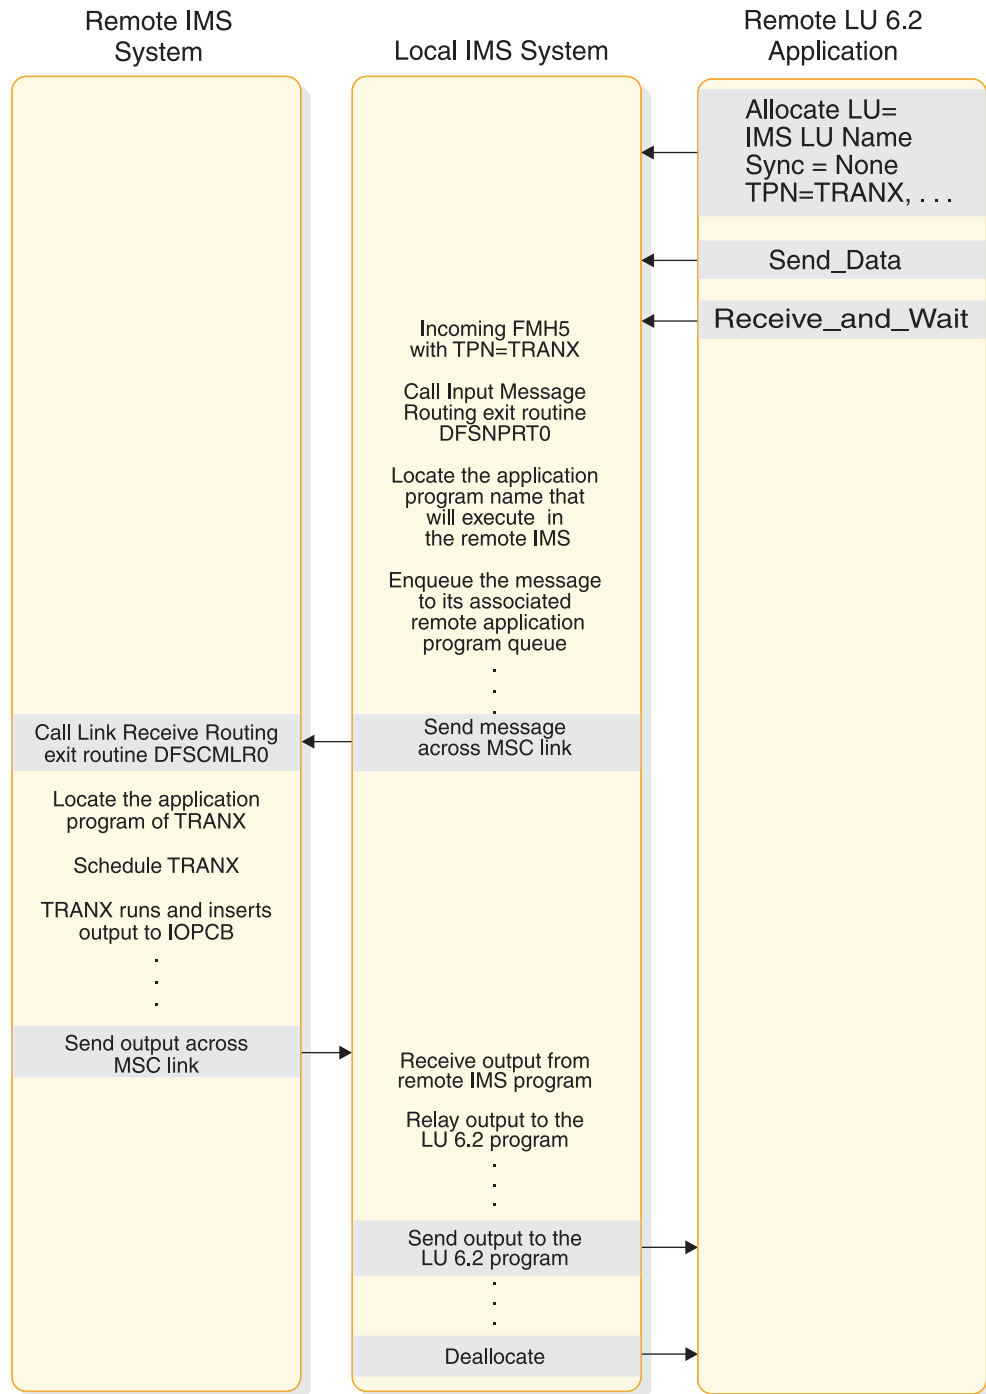 Remote IMS
System
Local IMS System
Remote LU 6.2
Application
Allocate LU=
IMS LU Name
Sync = None
TPN=TRANX, . . .
Send_Data
Receive_and_Wait
Incoming FMH5
with TPN=TRANX
Call Input Message
Routing exit routine
DFSNPRT0
Locate the application
program name that
will execute in
the remote IMS
Enqueue the message
to its associated
remote application
program queue
.
.
.
Send message
across MSC link
Call Link Receive Routing
exit routine DFSCMLR0
Locate the application
program of TRANX
Schedule TRANX
TRANX runs and inserts
output to IOPCB
.
.
.
Send output across
MSC link
Receive output from
remote IMS program
Relay output to the
LU 6.2 program
.
.
.
Send output to the
LU 6.2 program
.
.
.
Deallocate